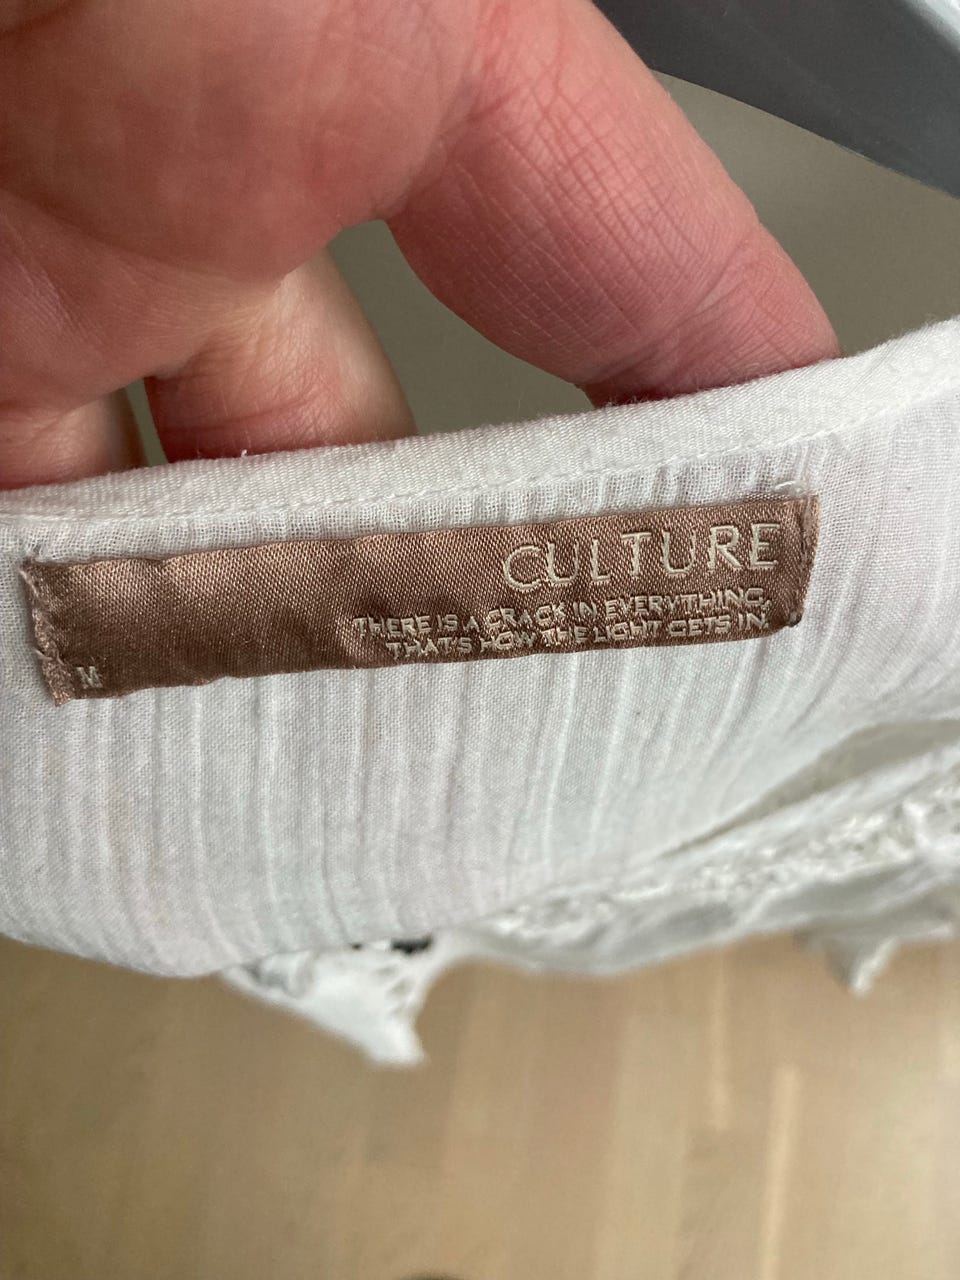 CULTURE
THERE IS A CRACK IN EVERYTHING,
THAT'S HOW THE LIGHT GETS IN.
M